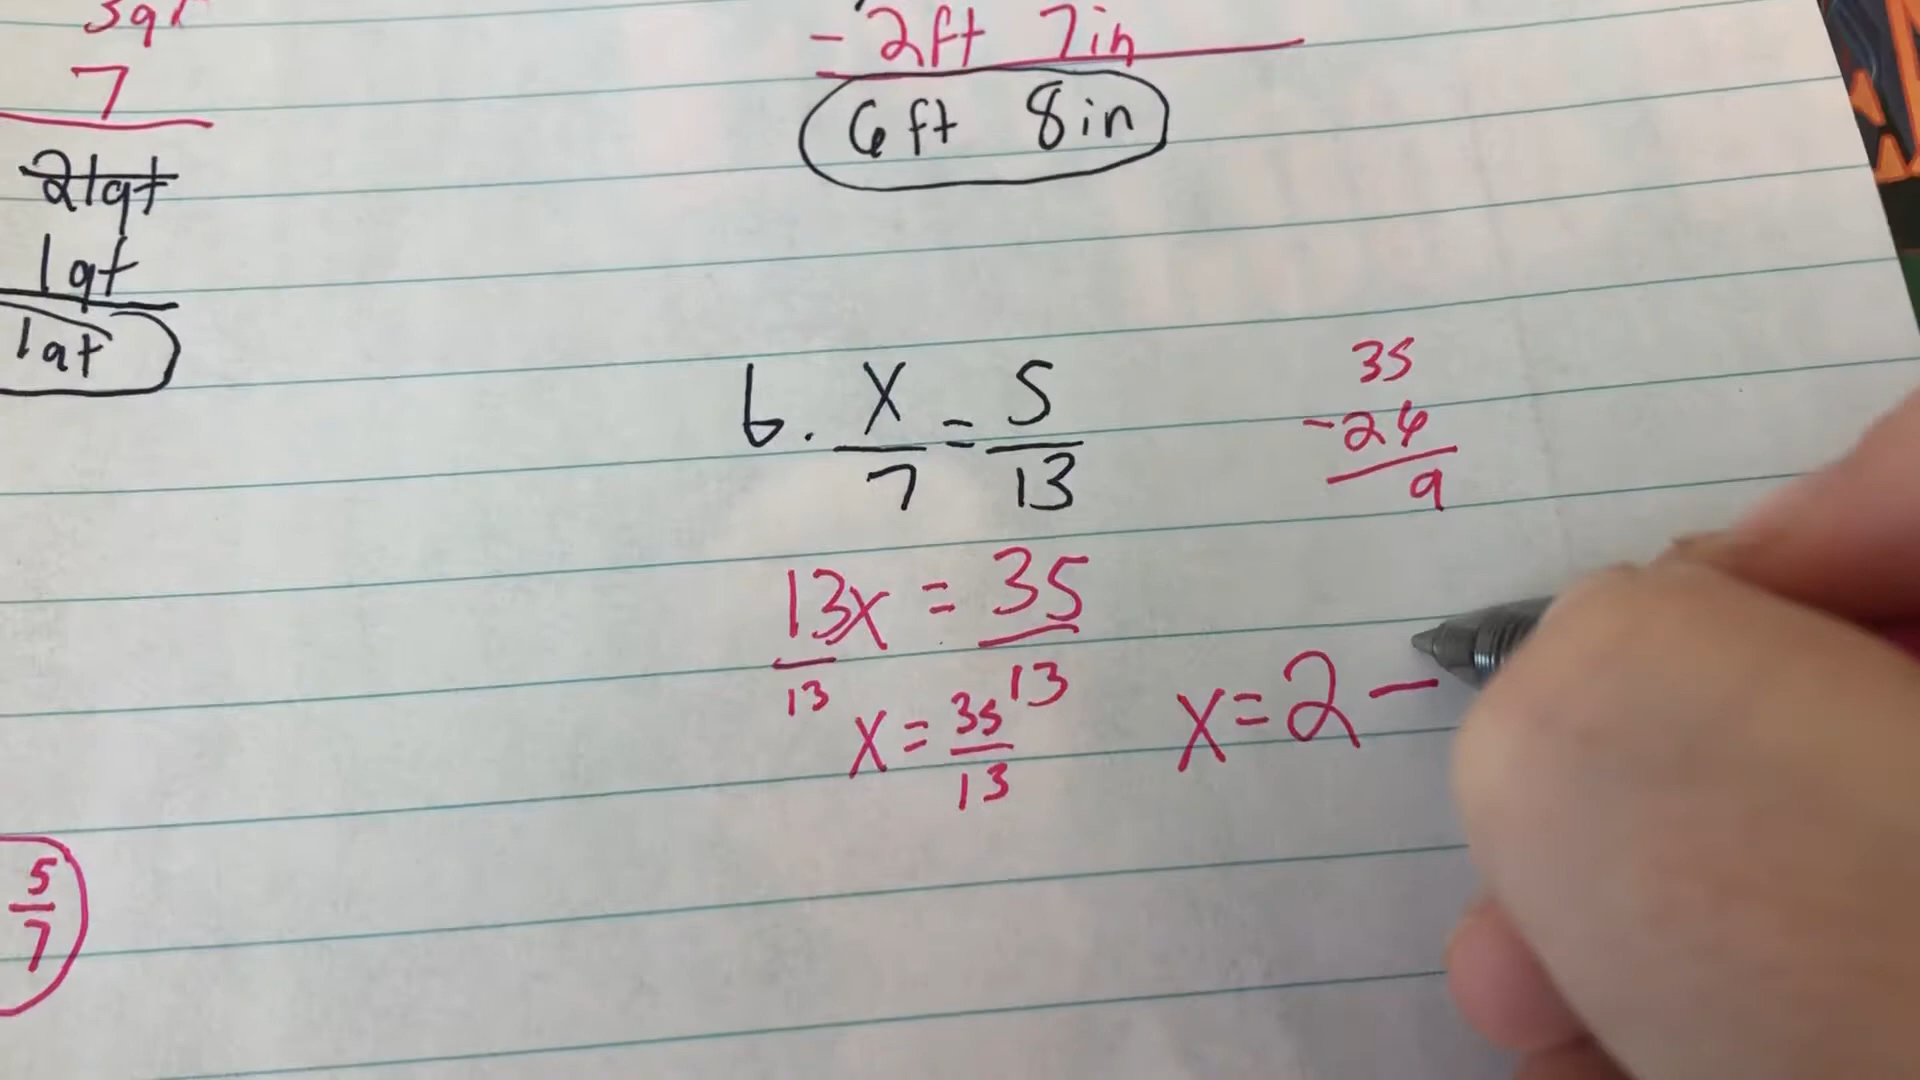 7
21qt
1qt
1qt
- 2ft 7in
6ft 8in
6. x/7 = 5/13
35
-26
9
13x = 35
13 13
x = 35/13
x = 2 —
5/7